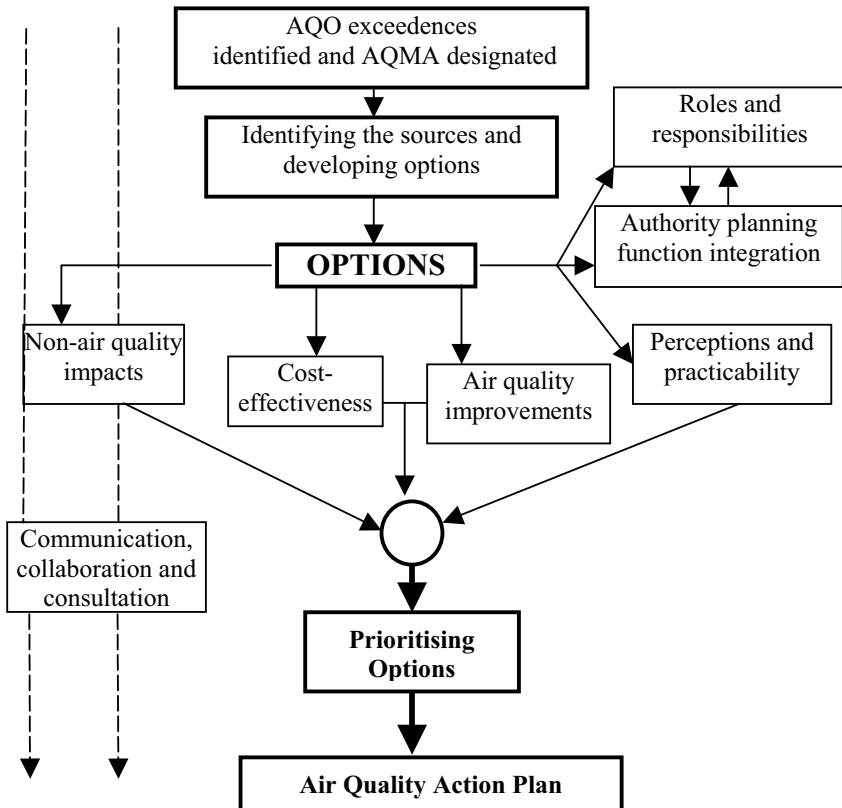 AQO exceedences
identified and AQMA designated
Identifying the sources and
developing options
Roles and
responsibilities
Authority planning
function integration
OPTIONS
Non-air quality
impacts
Cost-
effectiveness
Air quality
improvements
Perceptions and
practicability
Communication,
collaboration and
consultation
Prioritising
Options
Air Quality Action Plan